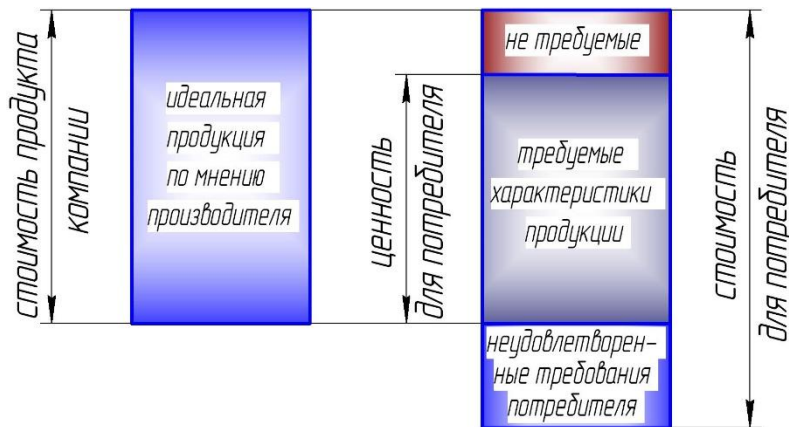 стоимость продукта
компании
идеальная
продукция
по мнению
производителя
ценность
для потребителя
не требуемые
требуемые
характеристики
продукции
неудовлетворен-
ные требования
потребителя
стоимость
для потребителя